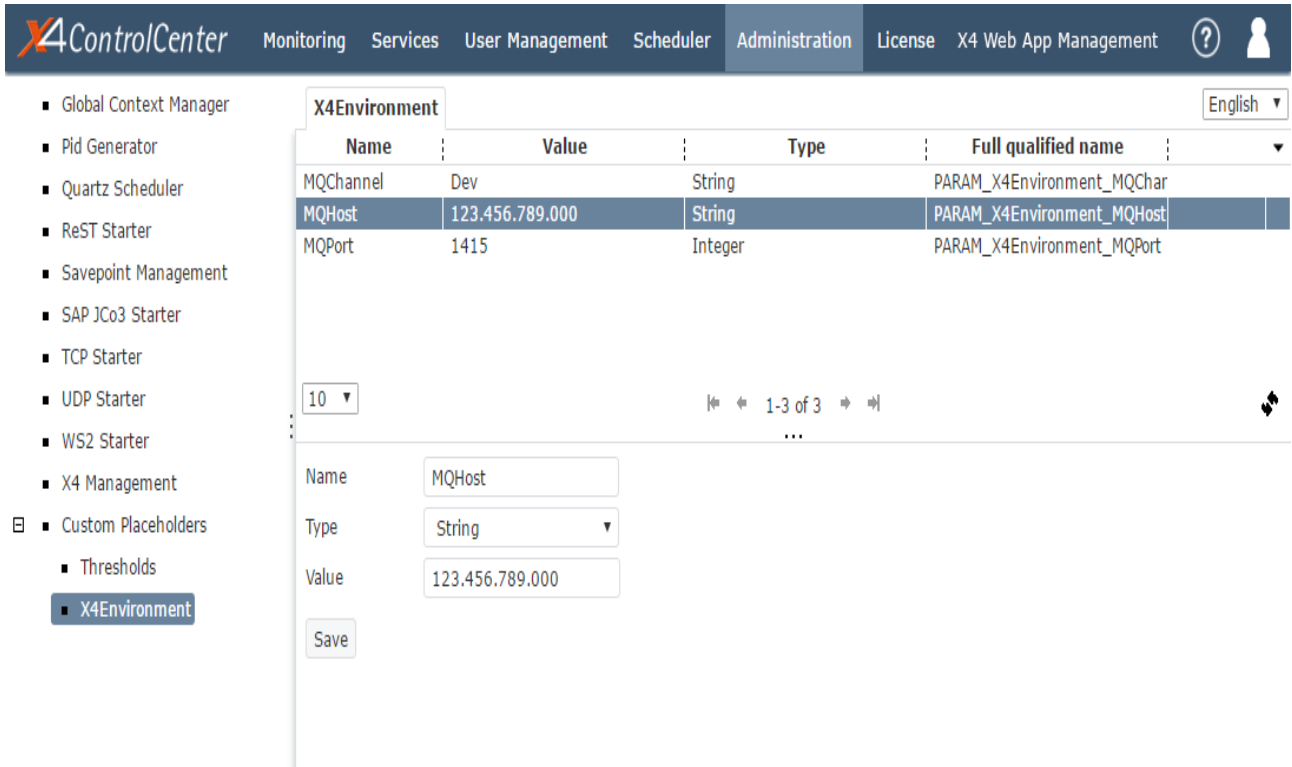 X4 ControlCenter Monitoring Services User Management Scheduler Administration License X4 Web App Management ?
Global Context Manager
Pid Generator
Quartz Scheduler
ReST Starter
Savepoint Management
SAP JCo3 Starter
TCP Starter
UDP Starter
WS2 Starter
X4 Management
Custom Placeholders
Thresholds
X4Environment
X4Environment English
Name Value Type Full qualified name
MQChannel Dev String PARAM_X4Environment_MQChar
MQHost 123.456.789.000 String PARAM_X4Environment_MQHost
MQPort 1415 Integer PARAM_X4Environment_MQPort
10 1-3 of 3
Name MQHost
Type String
Value 123.456.789.000
Save